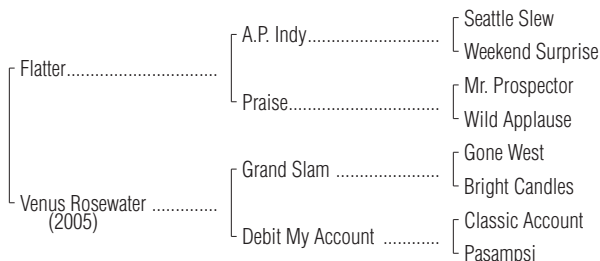 Seattle Slew
A.P. Indy........................................
Weekend Surprise
Flatter................................
Mr. Prospector
Praise............................................
Wild Applause
Gone West
Grand Slam ................................
Bright Candles
Venus Rosewater ..............
(2005)
Classic Account
Debit My Account ............
Pasampsi